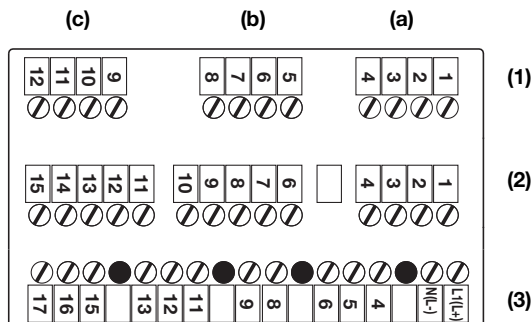 (c) (b) (a)
12 11 10 9 8 7 6 5 4 3 2 1 (1)
15 14 13 12 11 10 9 8 7 6 4 3 2 1 (2)
17 16 15 13 12 11 9 8 6 5 4 N(L-) L1(L+) (3)